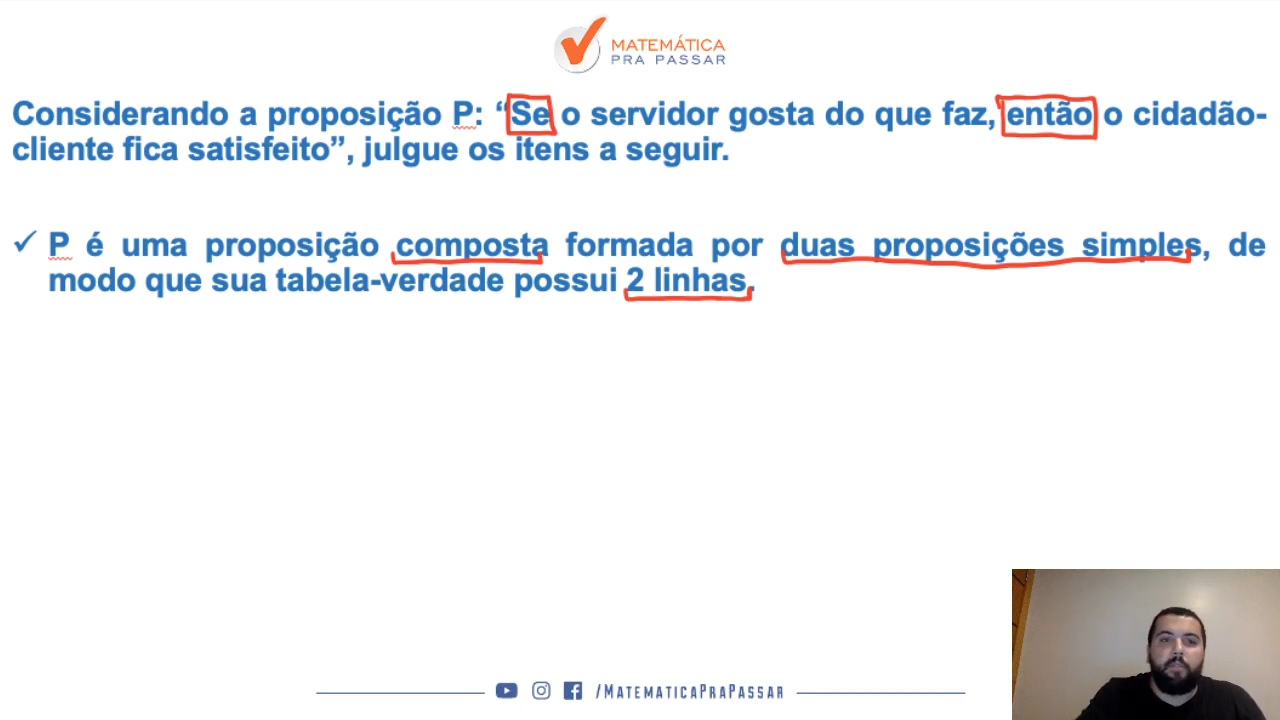 MATEMÁTICA
PRA PASSAR
Considerando a proposição P: “Se o servidor gosta do que faz, então o cidadão-
cliente fica satisfeito”, julgue os itens a seguir.
✓ P é uma proposição composta formada por duas proposições simples, de
modo que sua tabela-verdade possui 2 linhas.
/MATEMATICAPRAPASSAR